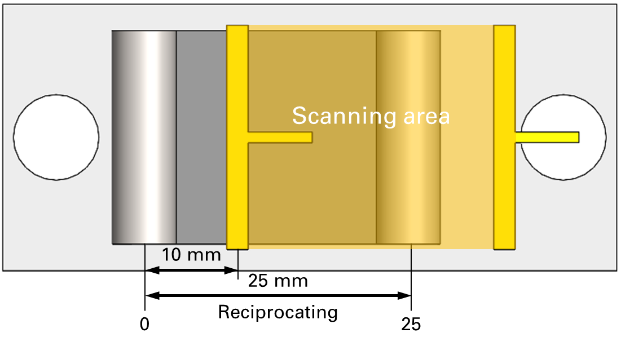 Scanning area
10 mm
25 mm
Reciprocating
0
25